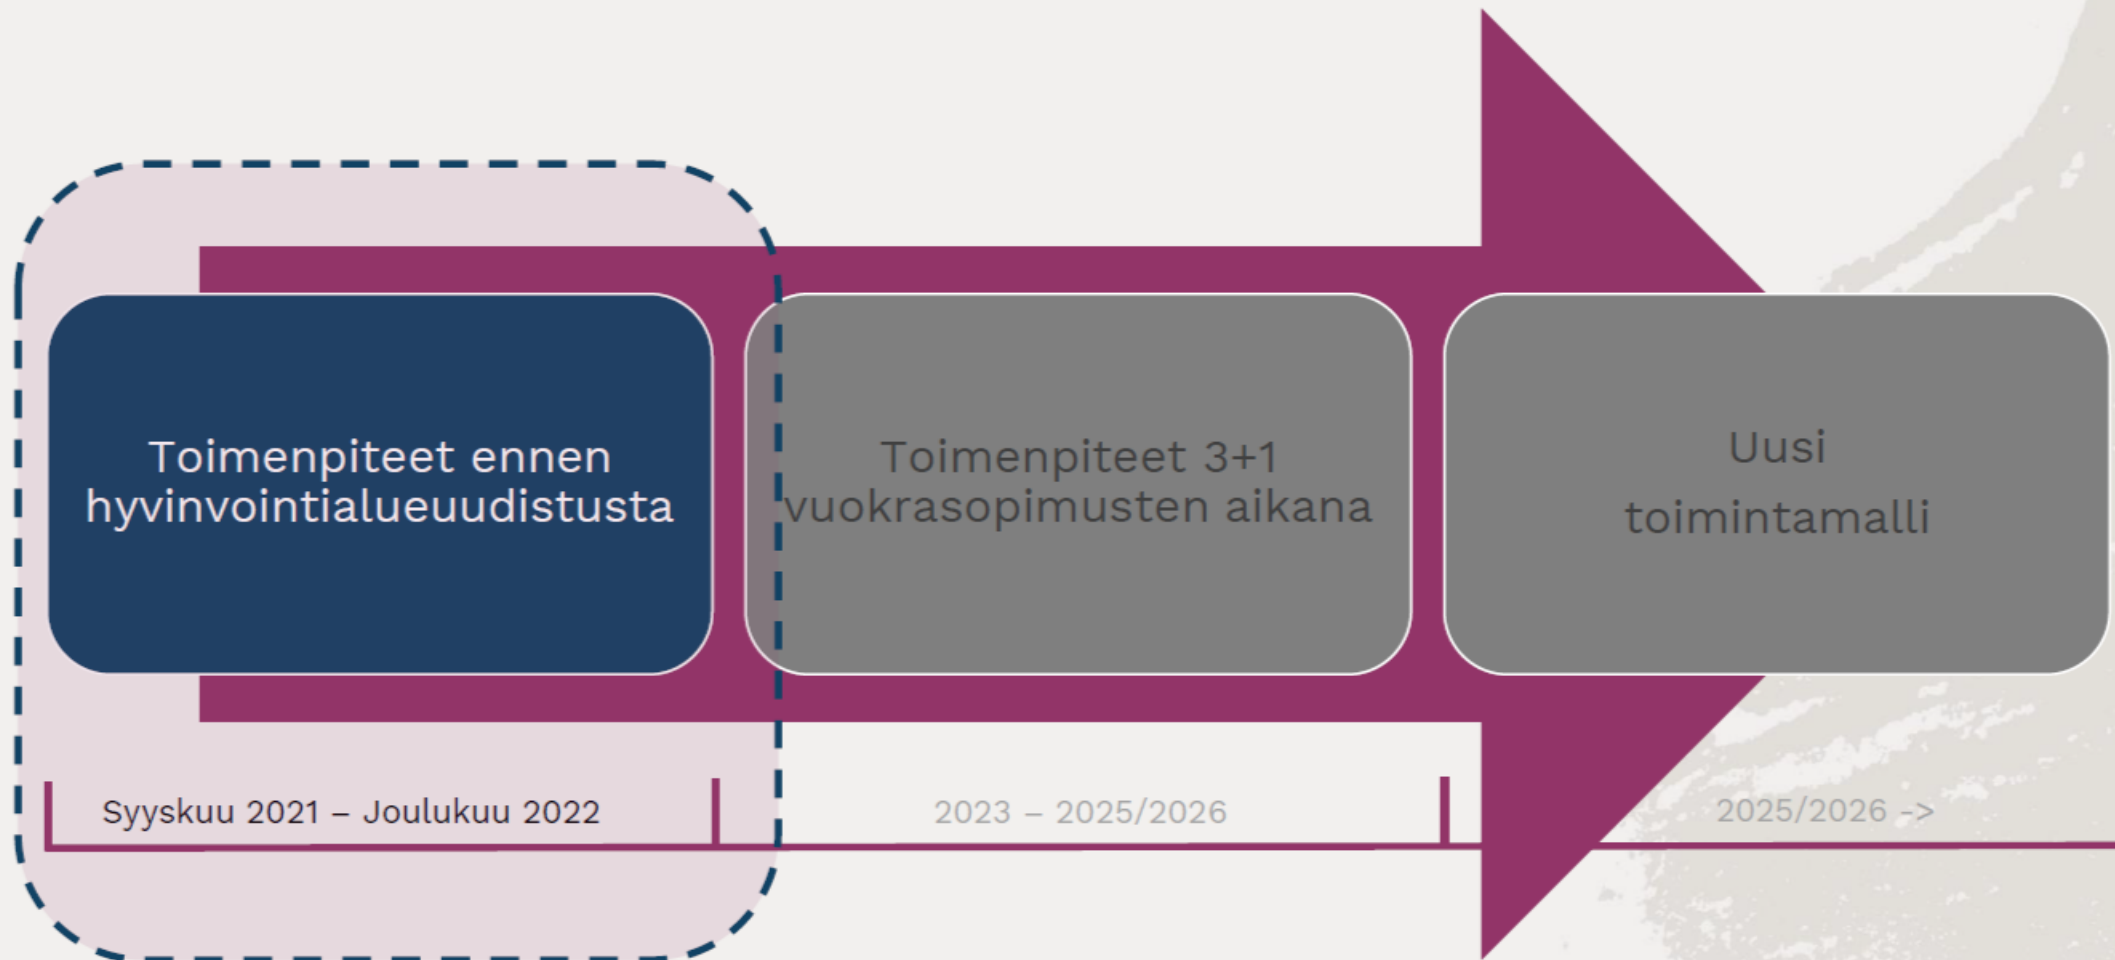 Toimenpiteet ennen
hyvinvointialueuudistusta
Toimenpiteet 3+1
vuokrasopimusten aikana
Uusi
toimintamalli
Syyskuu 2021 – Joulukuu 2022
2023 – 2025/2026
2025/2026 ->